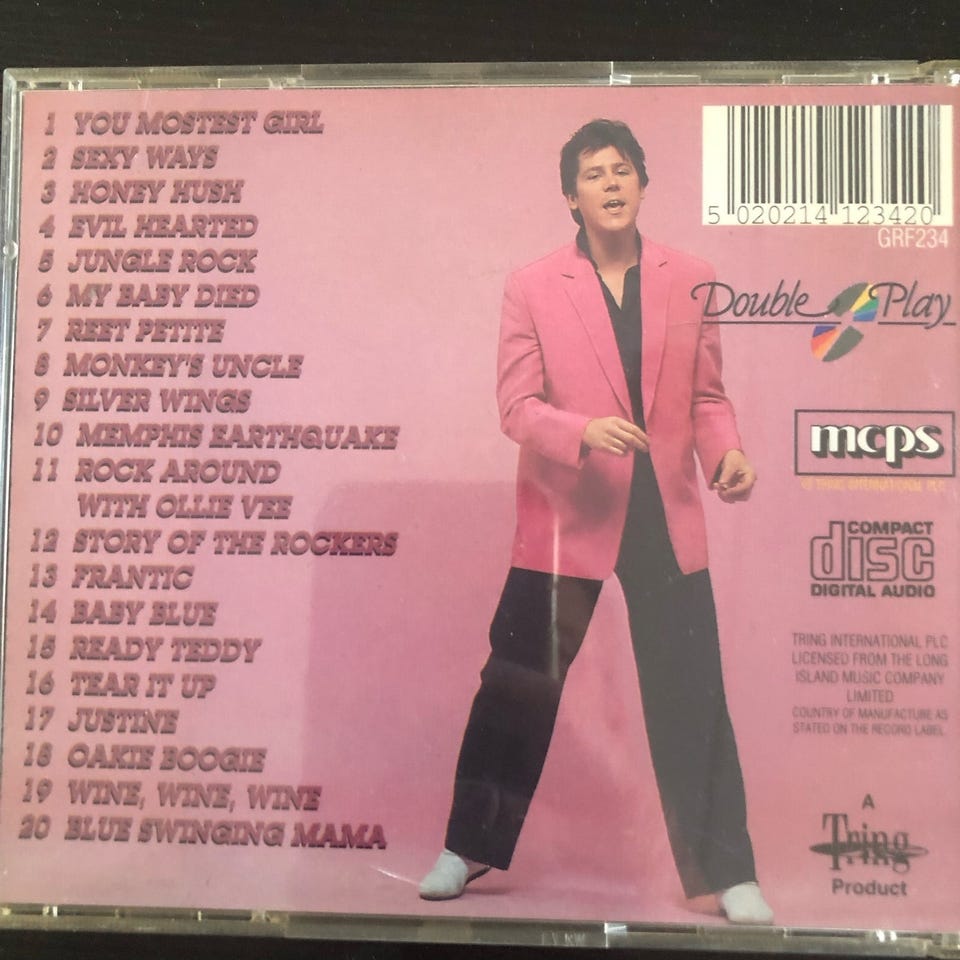 1 YOU MOSTEST GIRL
2 SEXY WAYS
3 HONEY HUSH
4 EVIL HEARTED
5 JUNGLE ROCK
6 MY BABY DIED
7 REET PETITE
8 MONKEY'S UNCLE
9 SILVER WINGS
10 MEMPHIS EARTHQUAKE
11 ROCK AROUND
WITH OLLIE VEE
12 STORY OF THE ROCKERS
13 FRANTIC
14 BABY BLUE
15 READY TEDDY
16 TEAR IT UP
17 JUSTINE
18 OAKIE BOOGIE
19 WINE, WINE, WINE
20 BLUE SWINGING MAMA
5 020214 123420
GRF234
Double Play
mcps
TRING INTERNATIONAL PLC
COMPACT
disc
DIGITAL AUDIO
TRING INTERNATIONAL PLC
LICENSED FROM THE LONG
ISLAND MUSIC COMPANY
LIMITED
COUNTRY OF MANUFACTURE AS
STATED ON THE RECORD LABEL
A
Tring
Product